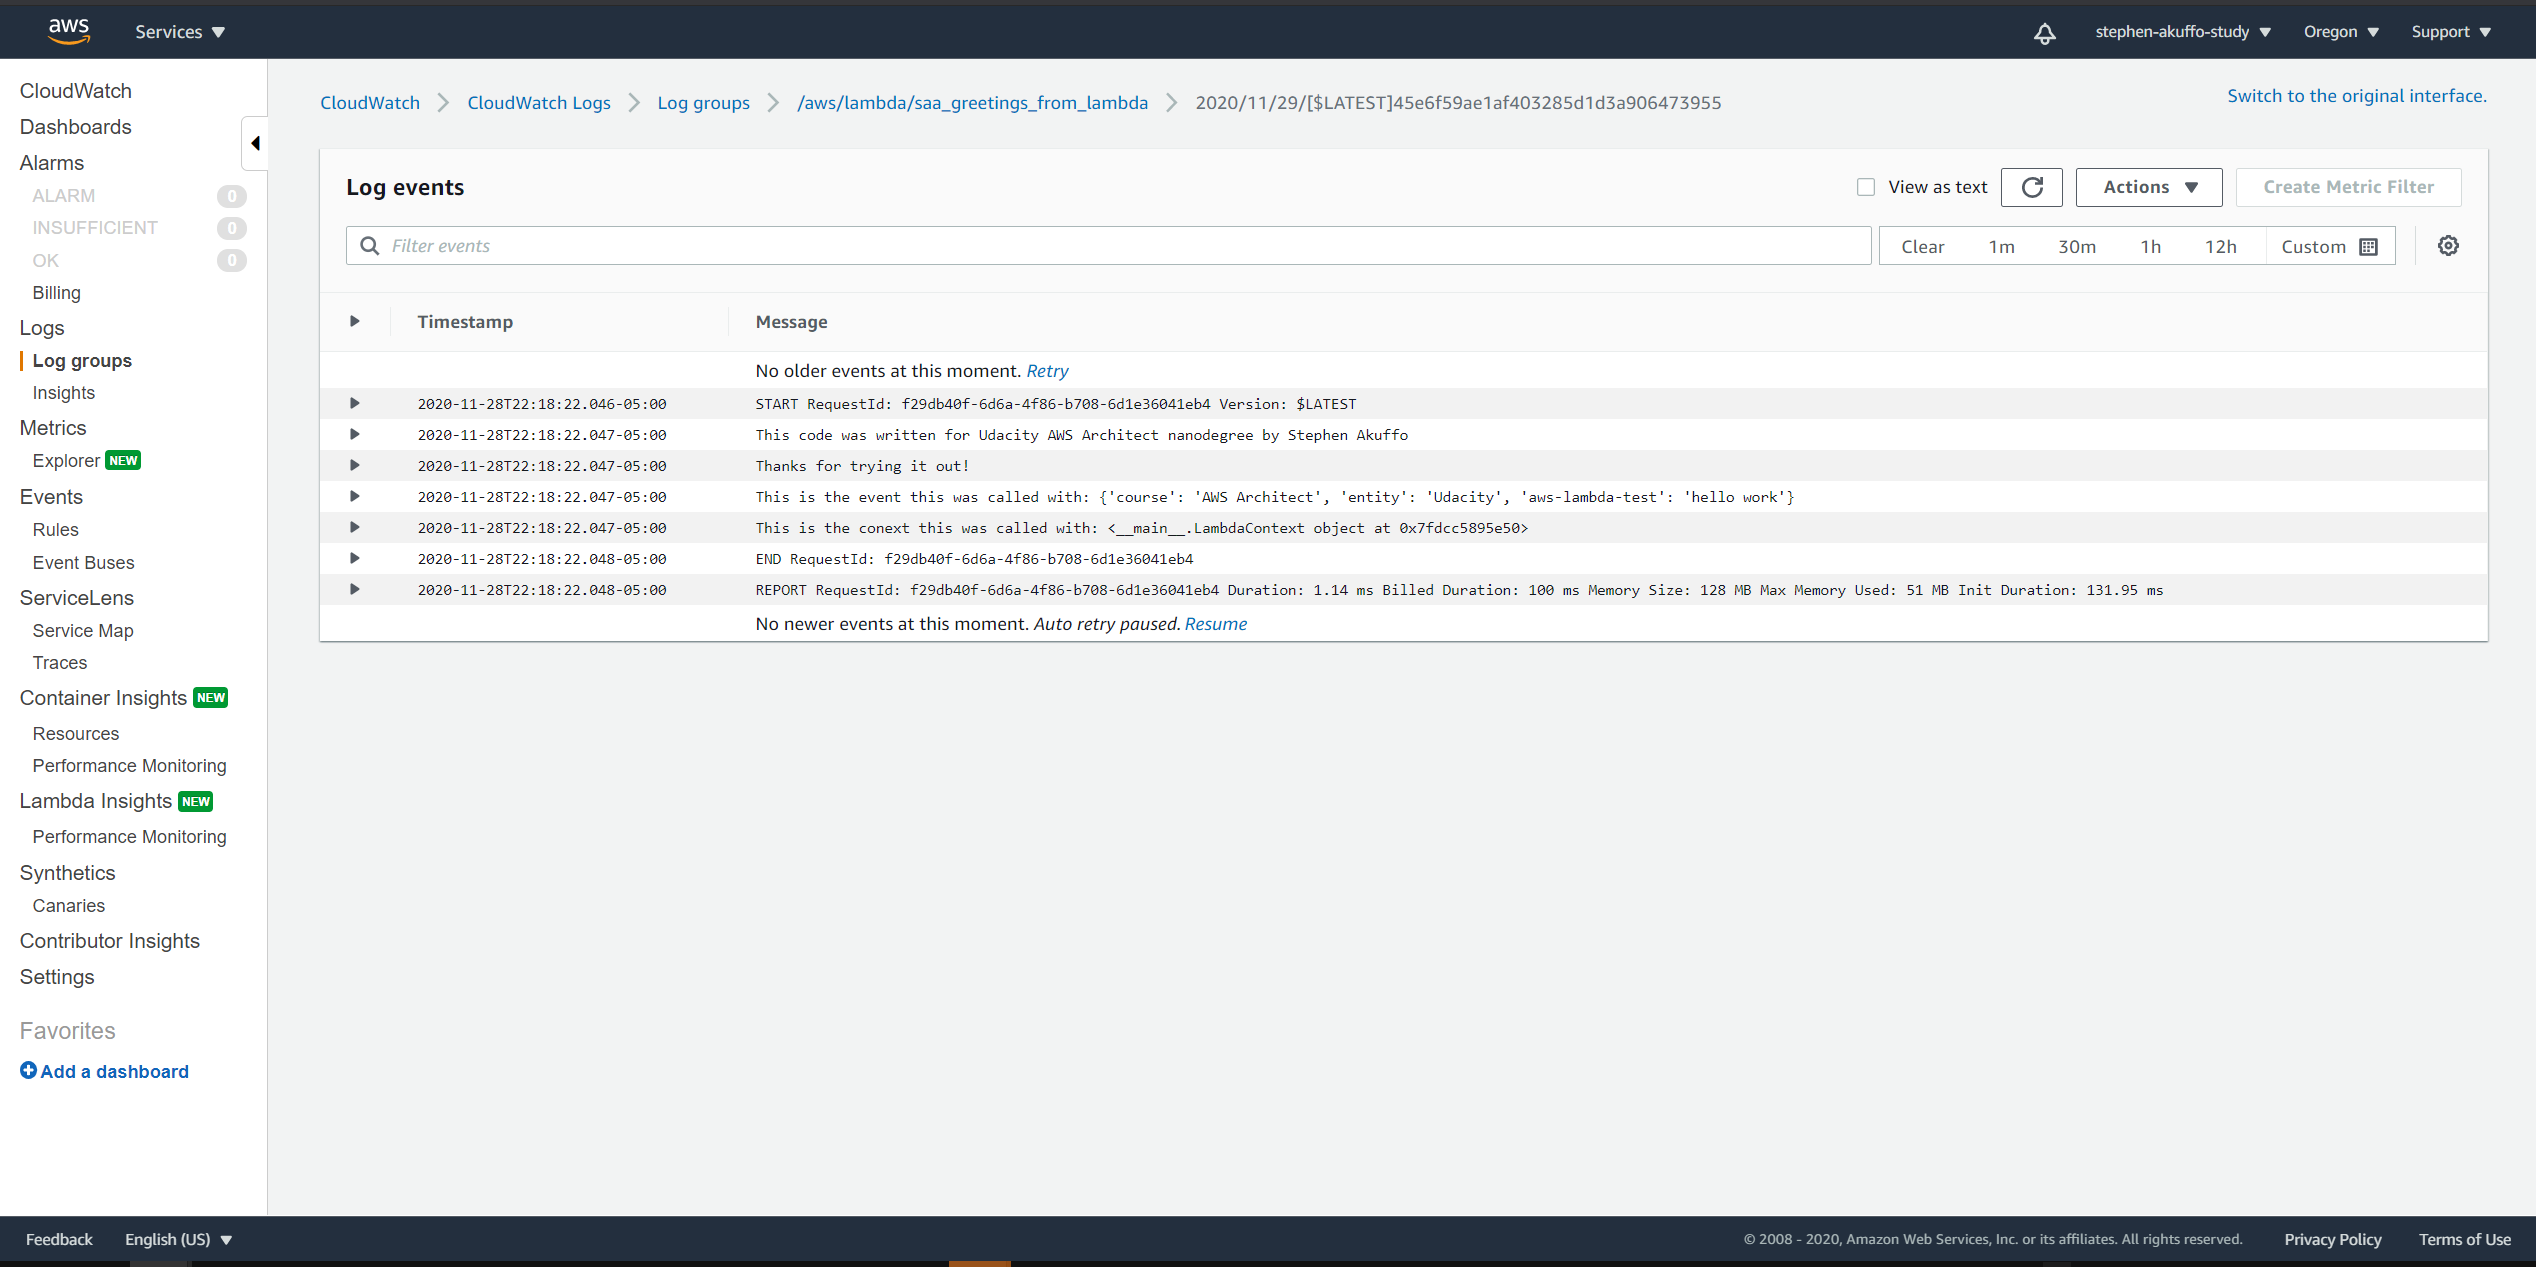 aws Services stephen-akuffo-study Oregon Support
CloudWatch
Dashboards
Alarms
ALARM 0
INSUFFICIENT 0
OK 0
Billing
Logs
Log groups
Insights
Metrics
Explorer NEW
Events
Rules
Event Buses
ServiceLens
Service Map
Traces
Container Insights NEW
Resources
Performance Monitoring
Lambda Insights NEW
Performance Monitoring
Synthetics
Canaries
Contributor Insights
Settings
Favorites
Add a dashboard
CloudWatch CloudWatch Logs Log groups /aws/lambda/saa_greetings_from_lambda 2020/11/29/[$LATEST]45e6f59ae1af403285d1d3a906473955
Switch to the original interface.
Log events View as text Actions Create Metric Filter
Filter events Clear 1m 30m 1h 12h Custom
Timestamp Message
No older events at this moment. Retry
2020-11-28T22:18:22.046-05:00 START RequestId: f29db40f-6d6a-4f86-b708-6d1e36041eb4 Version: $LATEST
2020-11-28T22:18:22.047-05:00 This code was written for Udacity AWS Architect nanodegree by Stephen Akuffo
2020-11-28T22:18:22.047-05:00 Thanks for trying it out!
2020-11-28T22:18:22.047-05:00 This is the event this was called with: {'course': 'AWS Architect', 'entity': 'Udacity', 'aws-lambda-test': 'hello work'}
2020-11-28T22:18:22.047-05:00 This is the conext this was called with: <__main__.LambdaContext object at 0x7fdcc5895e50>
2020-11-28T22:18:22.048-05:00 END RequestId: f29db40f-6d6a-4f86-b708-6d1e36041eb4
2020-11-28T22:18:22.048-05:00 REPORT RequestId: f29db40f-6d6a-4f86-b708-6d1e36041eb4 Duration: 1.14 ms Billed Duration: 100 ms Memory Size: 128 MB Max Memory Used: 51 MB Init Duration: 131.95 ms
No newer events at this moment. Auto retry paused. Resume
Feedback English (US) © 2008 - 2020, Amazon Web Services, Inc. or its affiliates. All rights reserved. Privacy Policy Terms of Use